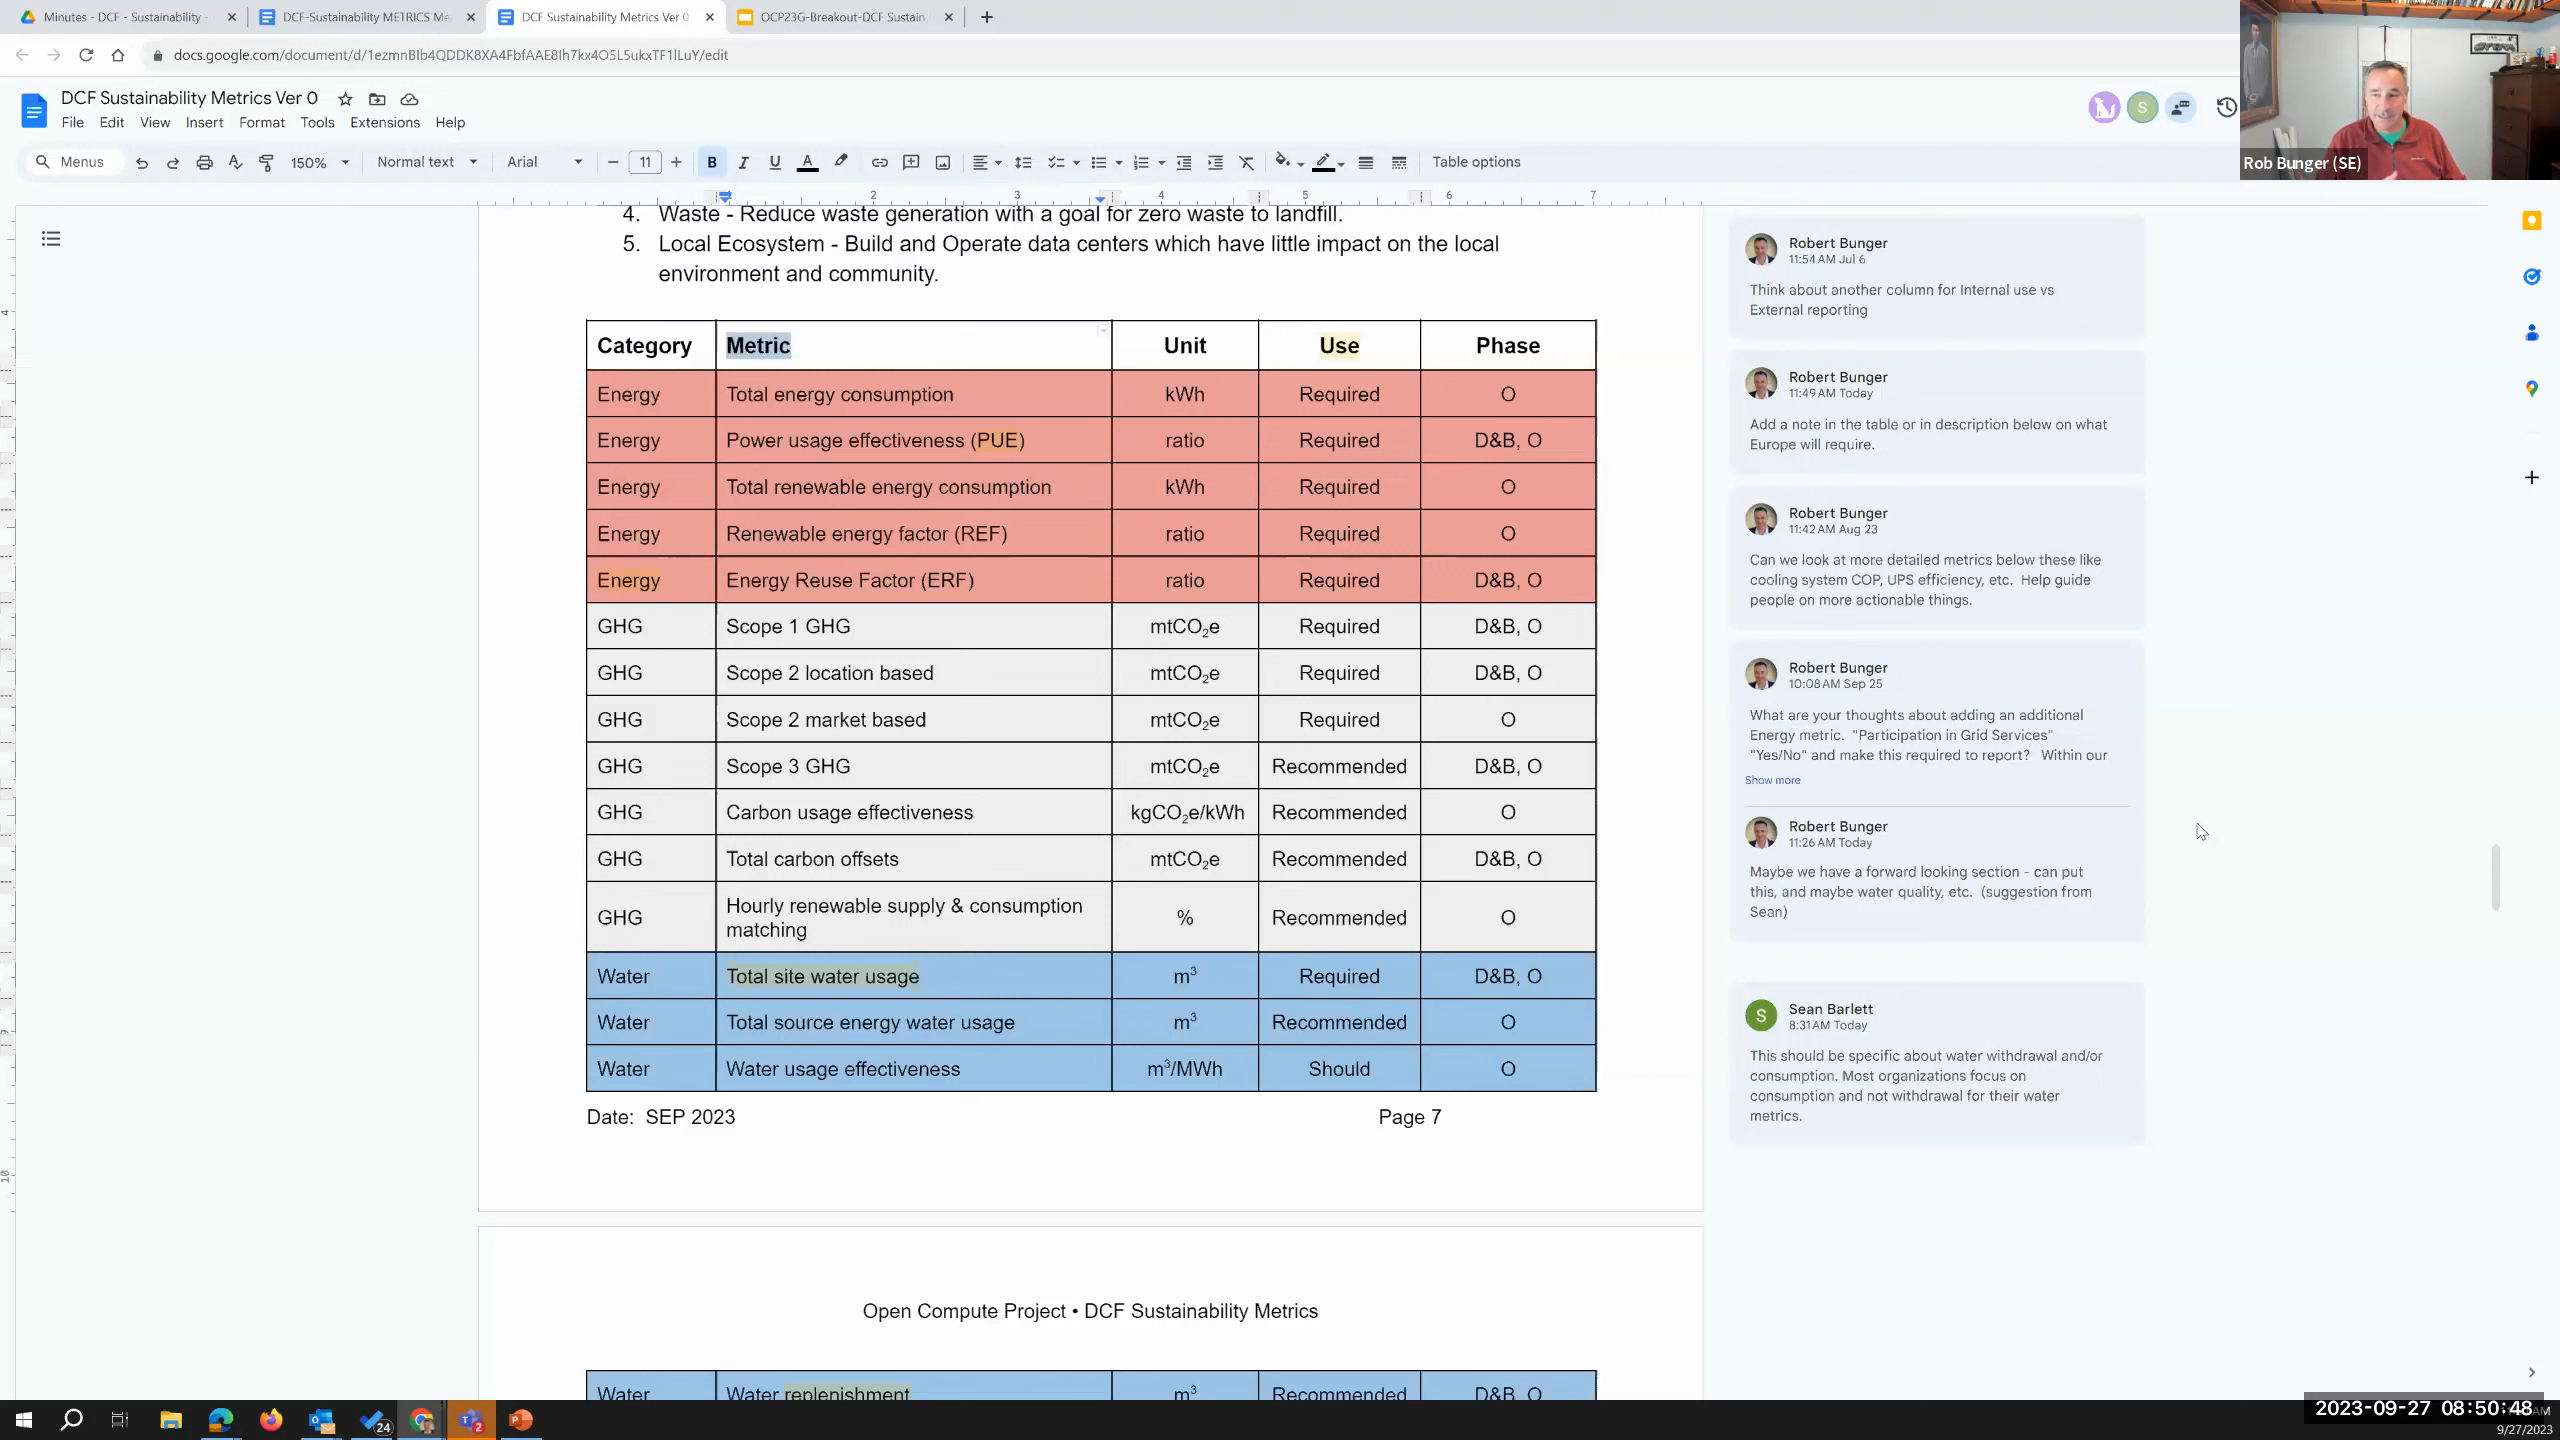 Minutes - DCF - Sustainability -
DCF-Sustainability METRICS Me
DCF Sustainability Metrics Ver 0
OCP23G-Breakout-DCF Sustain
docs.google.com/document/d/1ezmnBIb4QDDK8XA4FbfAAE8Ih7kx4O5L5ukxTF1lLuY/edit
DCF Sustainability Metrics Ver 0
File Edit View Insert Format Tools Extensions Help
S
Rob Bunger (SE)
Menus 150% Normal text Arial 11 B I U A Table options
2 3 4 5 6 7
4. Waste - Reduce waste generation with a goal for zero waste to landfill.
5. Local Ecosystem - Build and Operate data centers which have little impact on the local
environment and community.
Category Metric Unit Use Phase
Energy Total energy consumption kWh Required O
Energy Power usage effectiveness (PUE) ratio Required D&B, O
Energy Total renewable energy consumption kWh Required O
Energy Renewable energy factor (REF) ratio Required O
Energy Energy Reuse Factor (ERF) ratio Required D&B, O
GHG Scope 1 GHG mtCO₂e Required D&B, O
GHG Scope 2 location based mtCO₂e Required D&B, O
GHG Scope 2 market based mtCO₂e Required O
GHG Scope 3 GHG mtCO₂e Recommended D&B, O
GHG Carbon usage effectiveness kgCO₂e/kWh Recommended O
GHG Total carbon offsets mtCO₂e Recommended D&B, O
GHG Hourly renewable supply & consumption
matching % Recommended O
Water Total site water usage m³ Required D&B, O
Water Total source energy water usage m³ Recommended O
Water Water usage effectiveness m³/MWh Should O
Date: SEP 2023 Page 7
Open Compute Project • DCF Sustainability Metrics
Water Water replenishment m³ Recommended D&B, O
Robert Bunger
11:54 AM Jul 6
Think about another column for Internal use vs
External reporting
Robert Bunger
11:49 AM Today
Add a note in the table or in description below on what
Europe will require.
Robert Bunger
11:42 AM Aug 23
Can we look at more detailed metrics below these like
cooling system COP, UPS efficiency, etc. Help guide
people on more actionable things.
Robert Bunger
10:08 AM Sep 25
What are your thoughts about adding an additional
Energy metric. "Participation in Grid Services"
"Yes/No" and make this required to report? Within our
Show more
Robert Bunger
11:26 AM Today
Maybe we have a forward looking section - can put
this, and maybe water quality, etc. (suggestion from
Sean)
S
Sean Barlett
8:31 AM Today
This should be specific about water withdrawal and/or
consumption. Most organizations focus on
consumption and not withdrawal for their water
metrics.
24
2
2023-09-27 08:50:48
9/27/2023